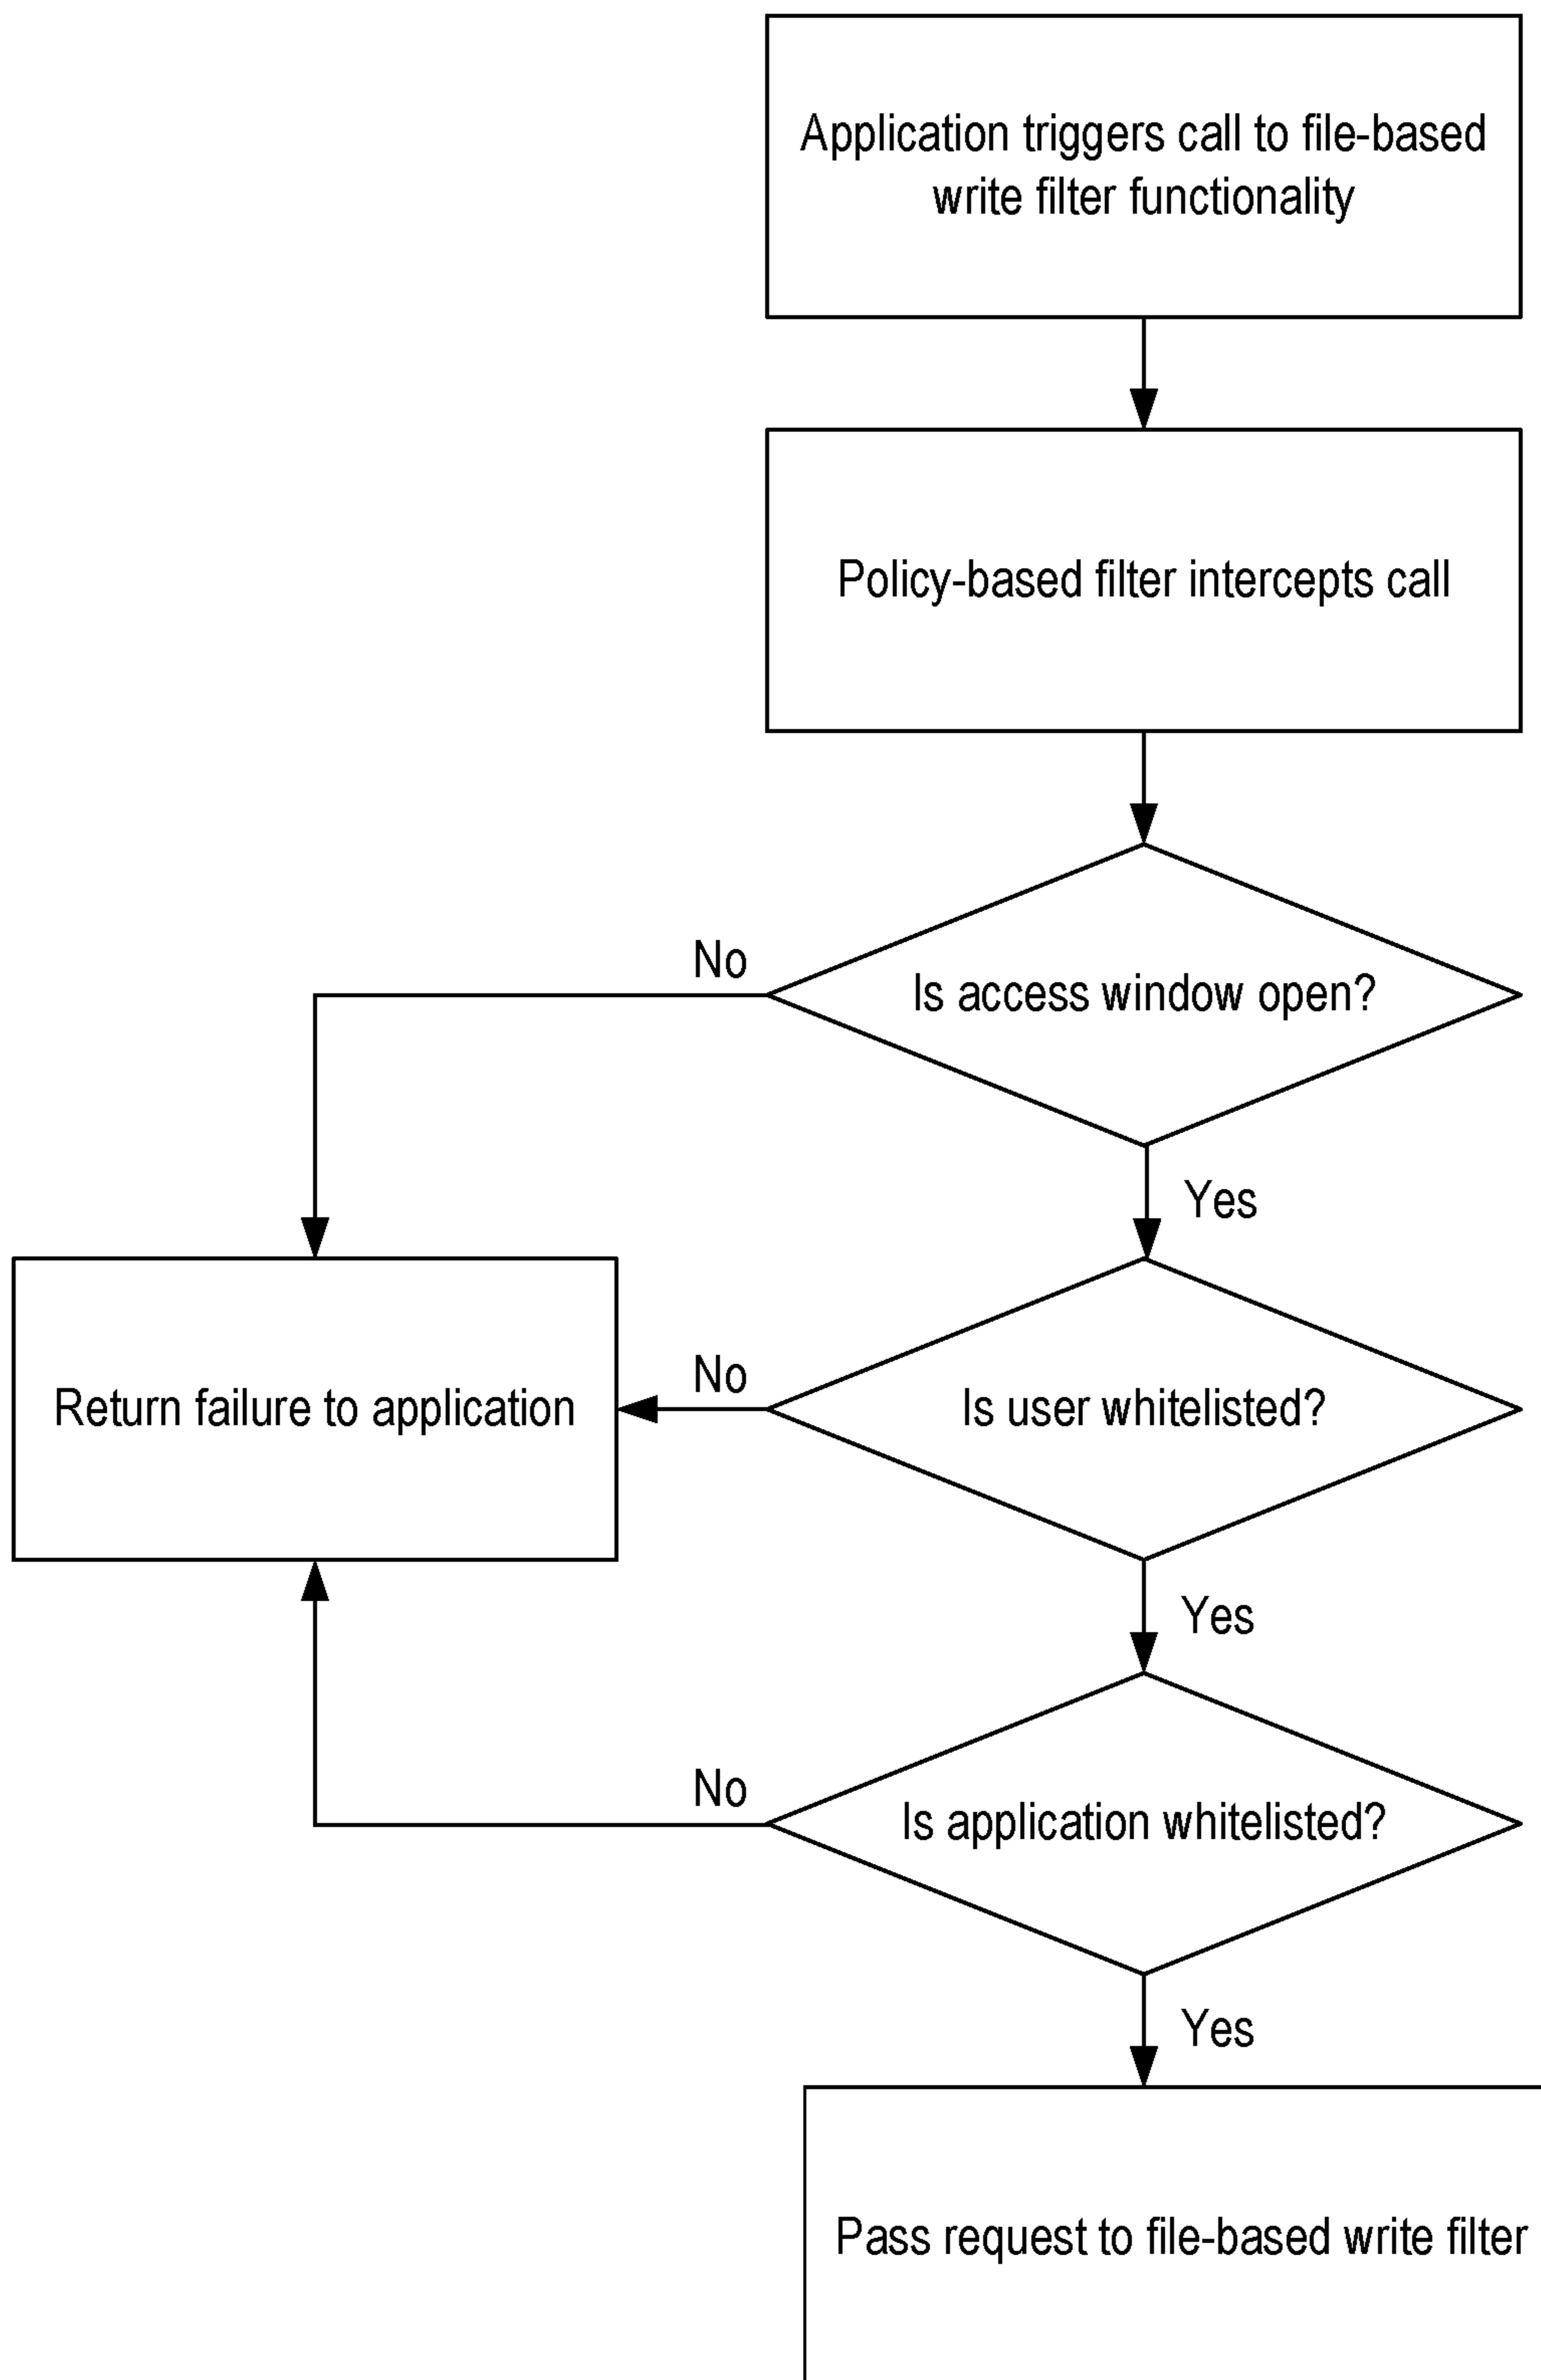 Application triggers call to file-based
write filter functionality
Policy-based filter intercepts call
No
Is access window open?
Yes
Return failure to application
No
Is user whitelisted?
Yes
No
Is application whitelisted?
Yes
Pass request to file-based write filter